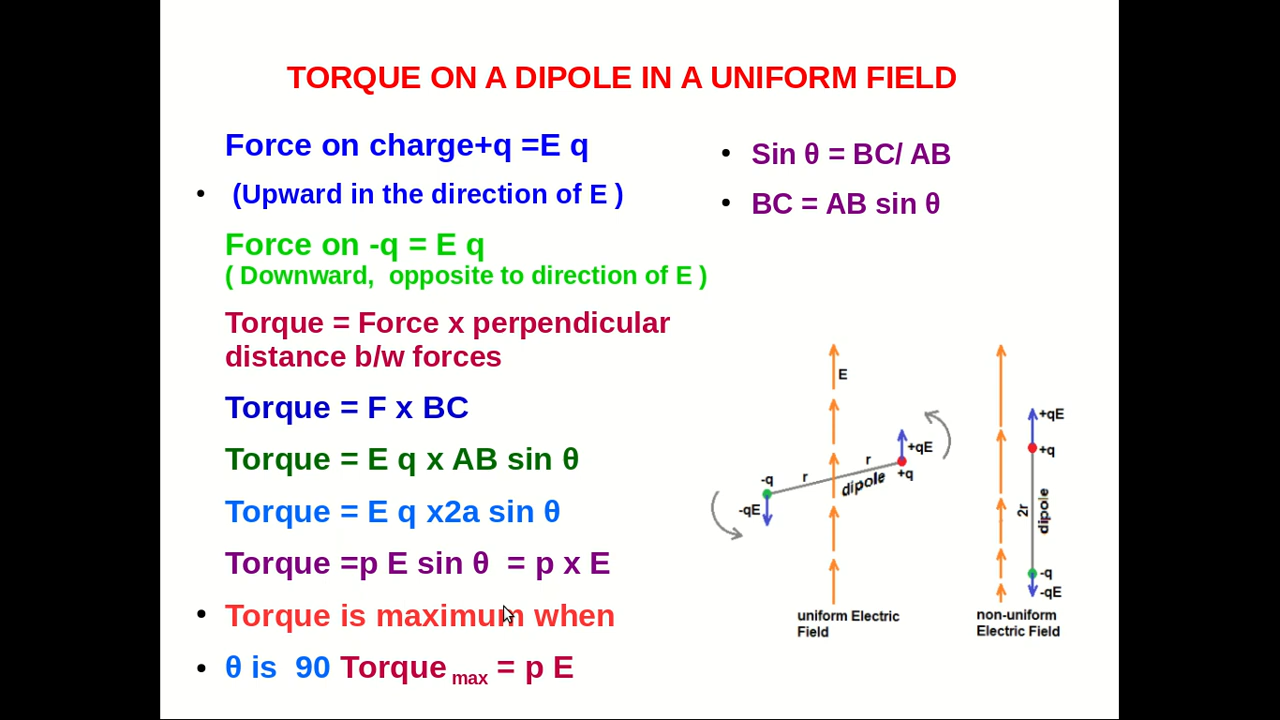 TORQUE ON A DIPOLE IN A UNIFORM FIELD
Force on charge+q =E q
• (Upward in the direction of E )
Force on -q = E q
( Downward, opposite to direction of E )
Torque = Force x perpendicular
distance b/w forces
Torque = F x BC
Torque = E q x AB sin θ
Torque = E q x2a sin θ
Torque =p E sin θ = p x E
• Torque is maximum when
• θ is 90 Torque max = p E
• Sin θ = BC/ AB
• BC = AB sin θ
E
+qE
r
r
-q
dipole
+q
-qE
uniform Electric
Field
+qE
+q
2r
dipole
-q
-qE
non-uniform
Electric Field